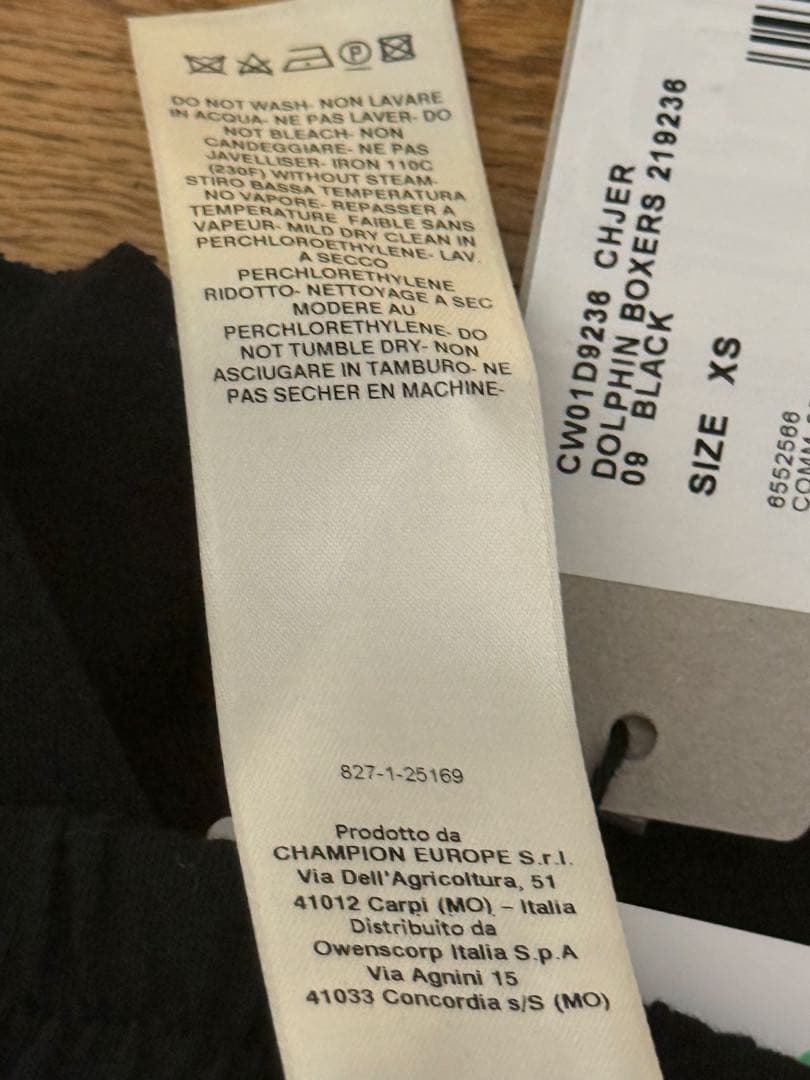 DO NOT WASH- NON LAVARE
IN ACQUA- NE PAS LAVER- DO
NOT BLEACH- NON
CANDEGGIARE- NE PAS
JAVELLISER- IRON 110C
(230F) WITHOUT STEAM-
STIRO BASSA TEMPERATURA
NO VAPORE- REPASSER A
TEMPERATURE FAIBLE SANS
VAPEUR- MILD DRY CLEAN IN
PERCHLOROETHYLENE- LAV.
A SECCO
PERCHLORETHYLENE
RIDOTTO- NETTOYAGE A SEC
MODERE AU
PERCHLORETHYLENE- DO
NOT TUMBLE DRY- NON
ASCIUGARE IN TAMBURO- NE
PAS SECHER EN MACHINE-
827-1-25169
Prodotto da
CHAMPION EUROPE S.r.l.
Via Dell'Agricoltura, 51
41012 Carpi (MO) – Italia
Distribuito da
Owenscorp Italia S.p.A
Via Agnini 15
41033 Concordia s/S (MO)
CW01D9236 CHJER
DOLPHIN BOXERS 219236
09 BLACK
SIZE XS
6552586